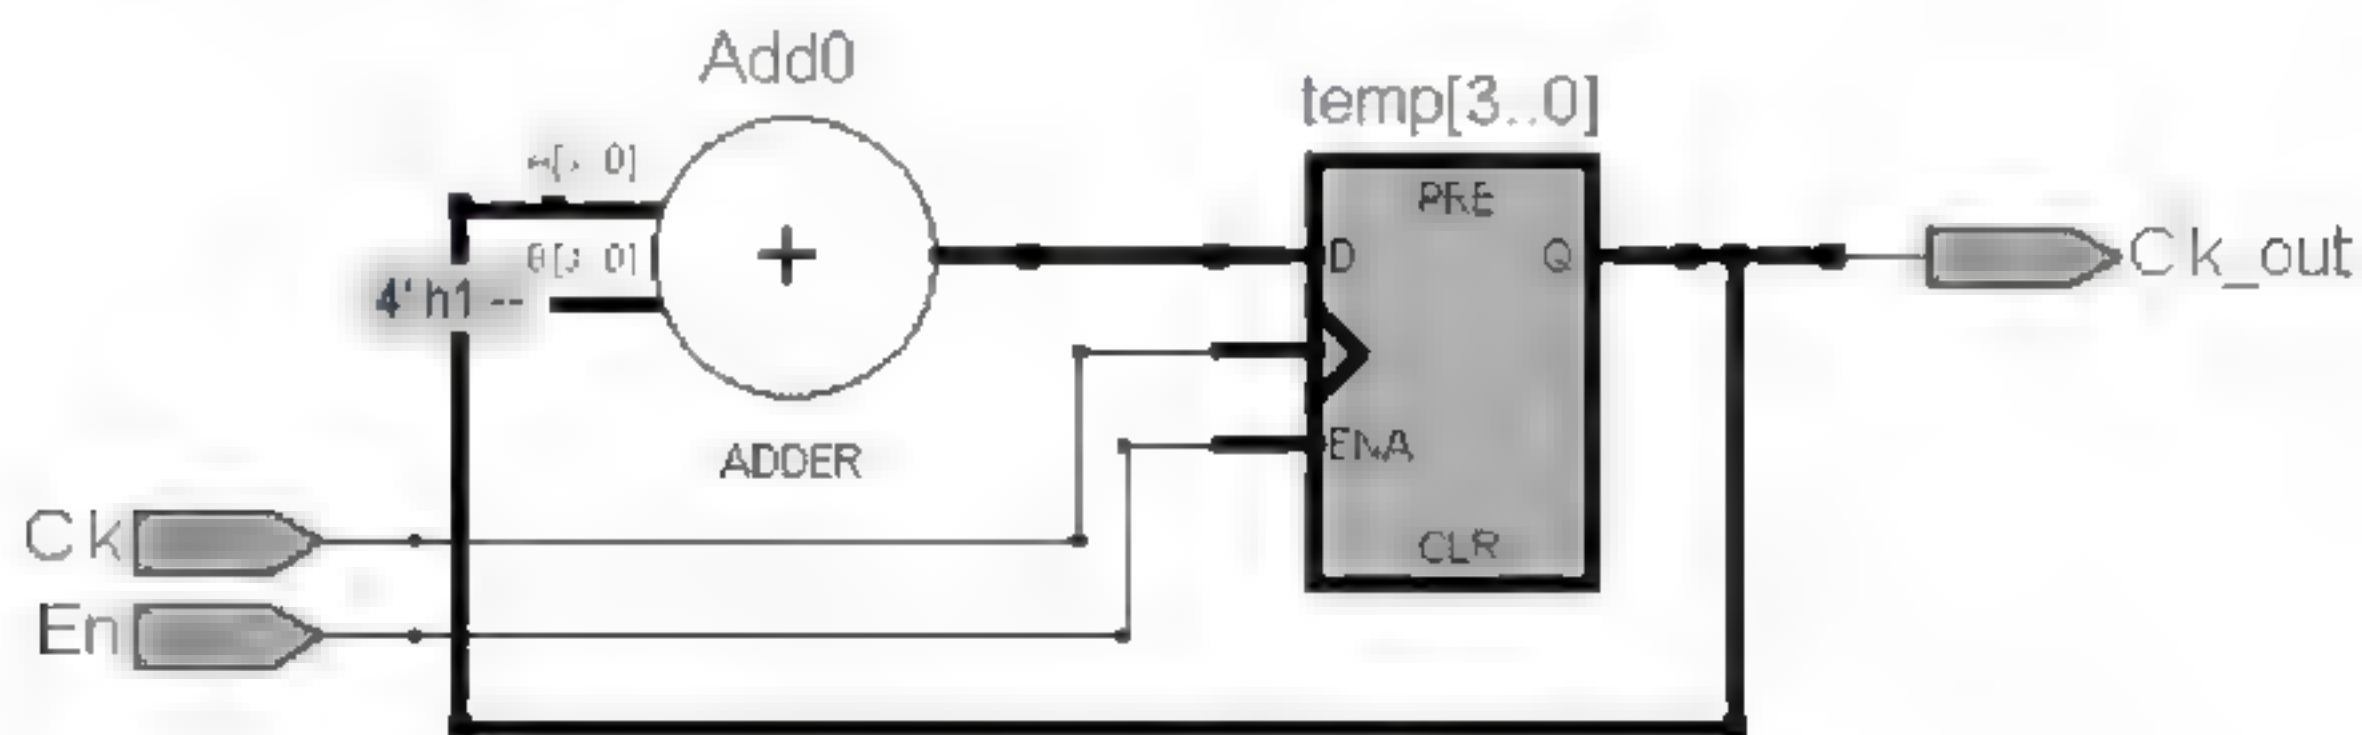 Add0
temp[3..0]
PRE
D
Q
Ck_out
4'h1 --
ENA
ADDER
CLR
Ck
En